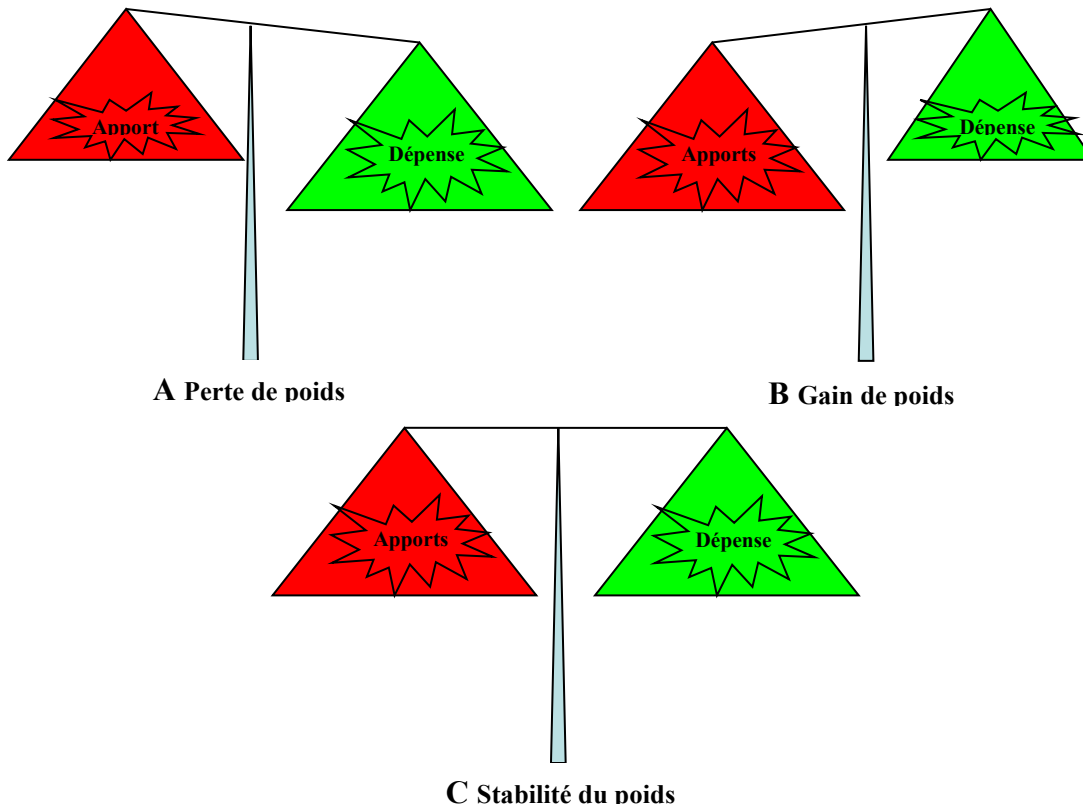 Apport
Dépense
Apports
Dépense
A Perte de poids
B Gain de poids
Apports
Dépense
C Stabilité du poids